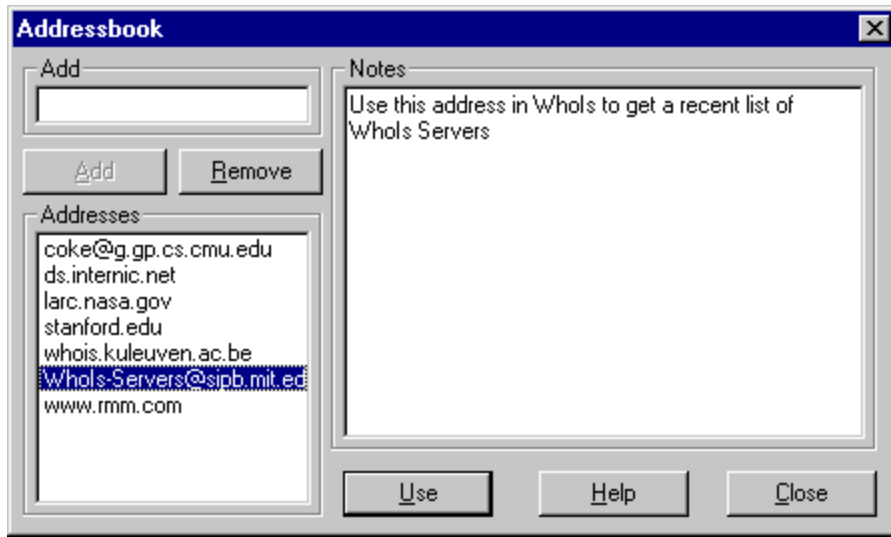 Addressbook
Add
Add
Remove
Addresses
coke@g.gp.cs.cmu.edu
ds.internic.net
larc.nasa.gov
stanford.edu
whois.kuleuven.ac.be
WhoIs-Servers@sipb.mit.ed
www.rmm.com
Notes
Use this address in WhoIs to get a recent list of
WhoIs Servers
Use
Help
Close